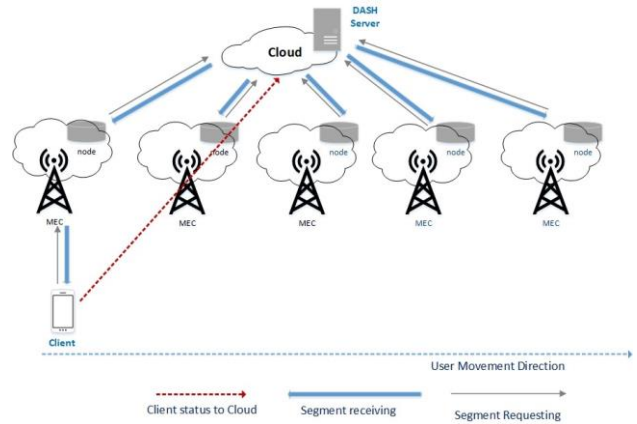 DASH
Server
Cloud
node
node
node
node
node
MEC
MEC
MEC
MEC
MEC
Client
User Movement Direction
Client status to Cloud
Segment receiving
Segment Requesting